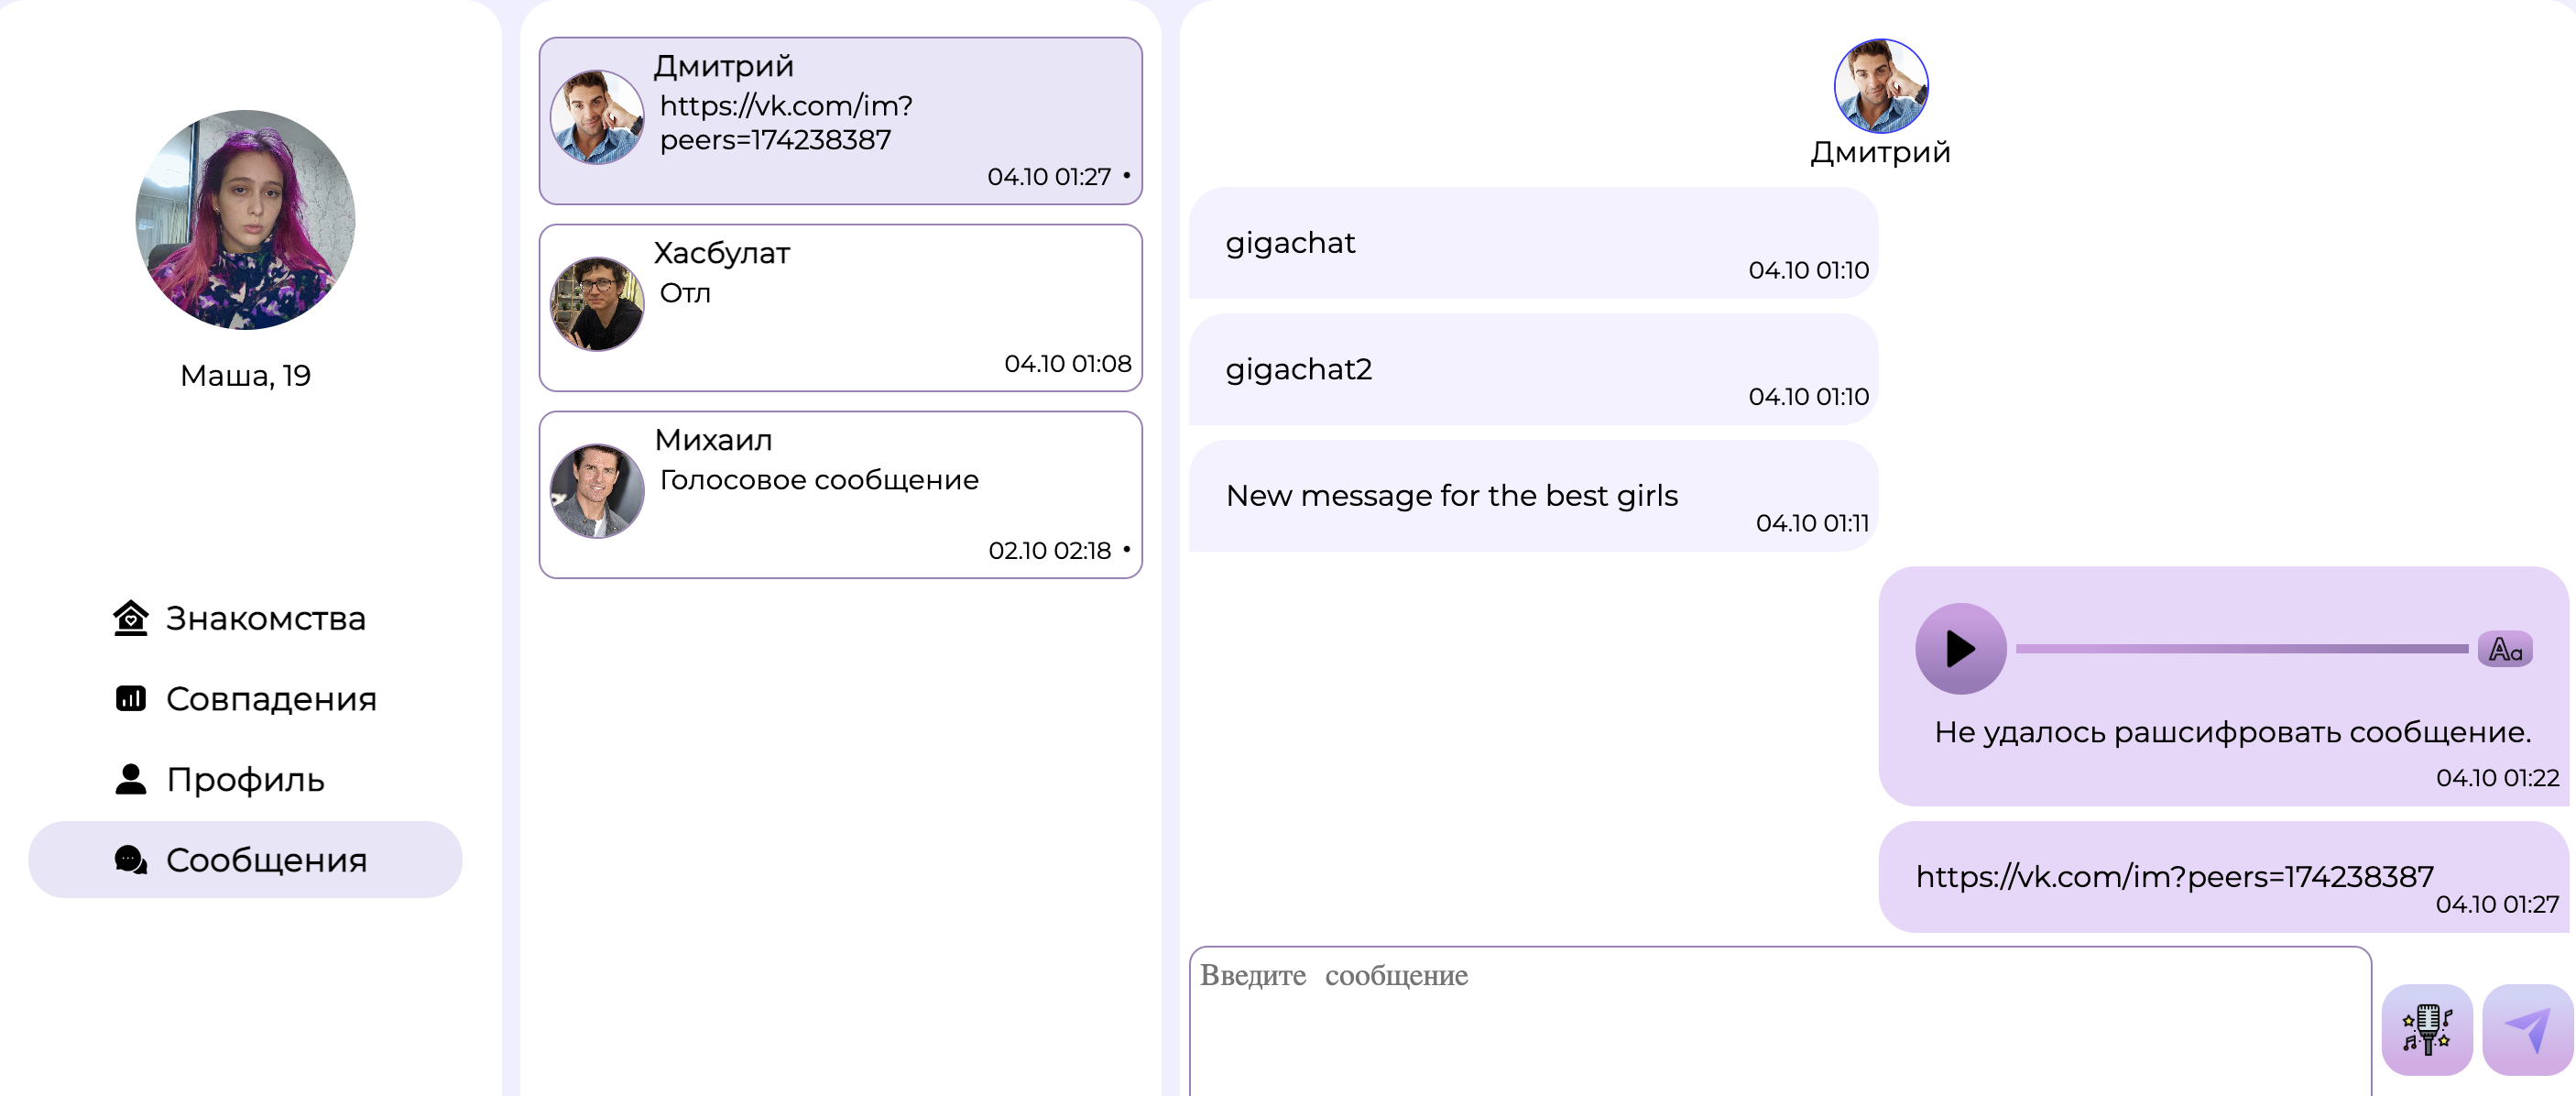 Маша, 19
Знакомства
Совпадения
Профиль
Сообщения
Дмитрий
https://vk.com/im?
peers=174238387
04.10 01:27 •
Хасбулат
Отл
04.10 01:08
Михаил
Голосовое сообщение
02.10 02:18 •
Дмитрий
gigachat
04.10 01:10
gigachat2
04.10 01:10
New message for the best girls
04.10 01:11
Aa
Не удалось рашсифровать сообщение.
04.10 01:22
https://vk.com/im?peers=174238387
04.10 01:27
Введите сообщение